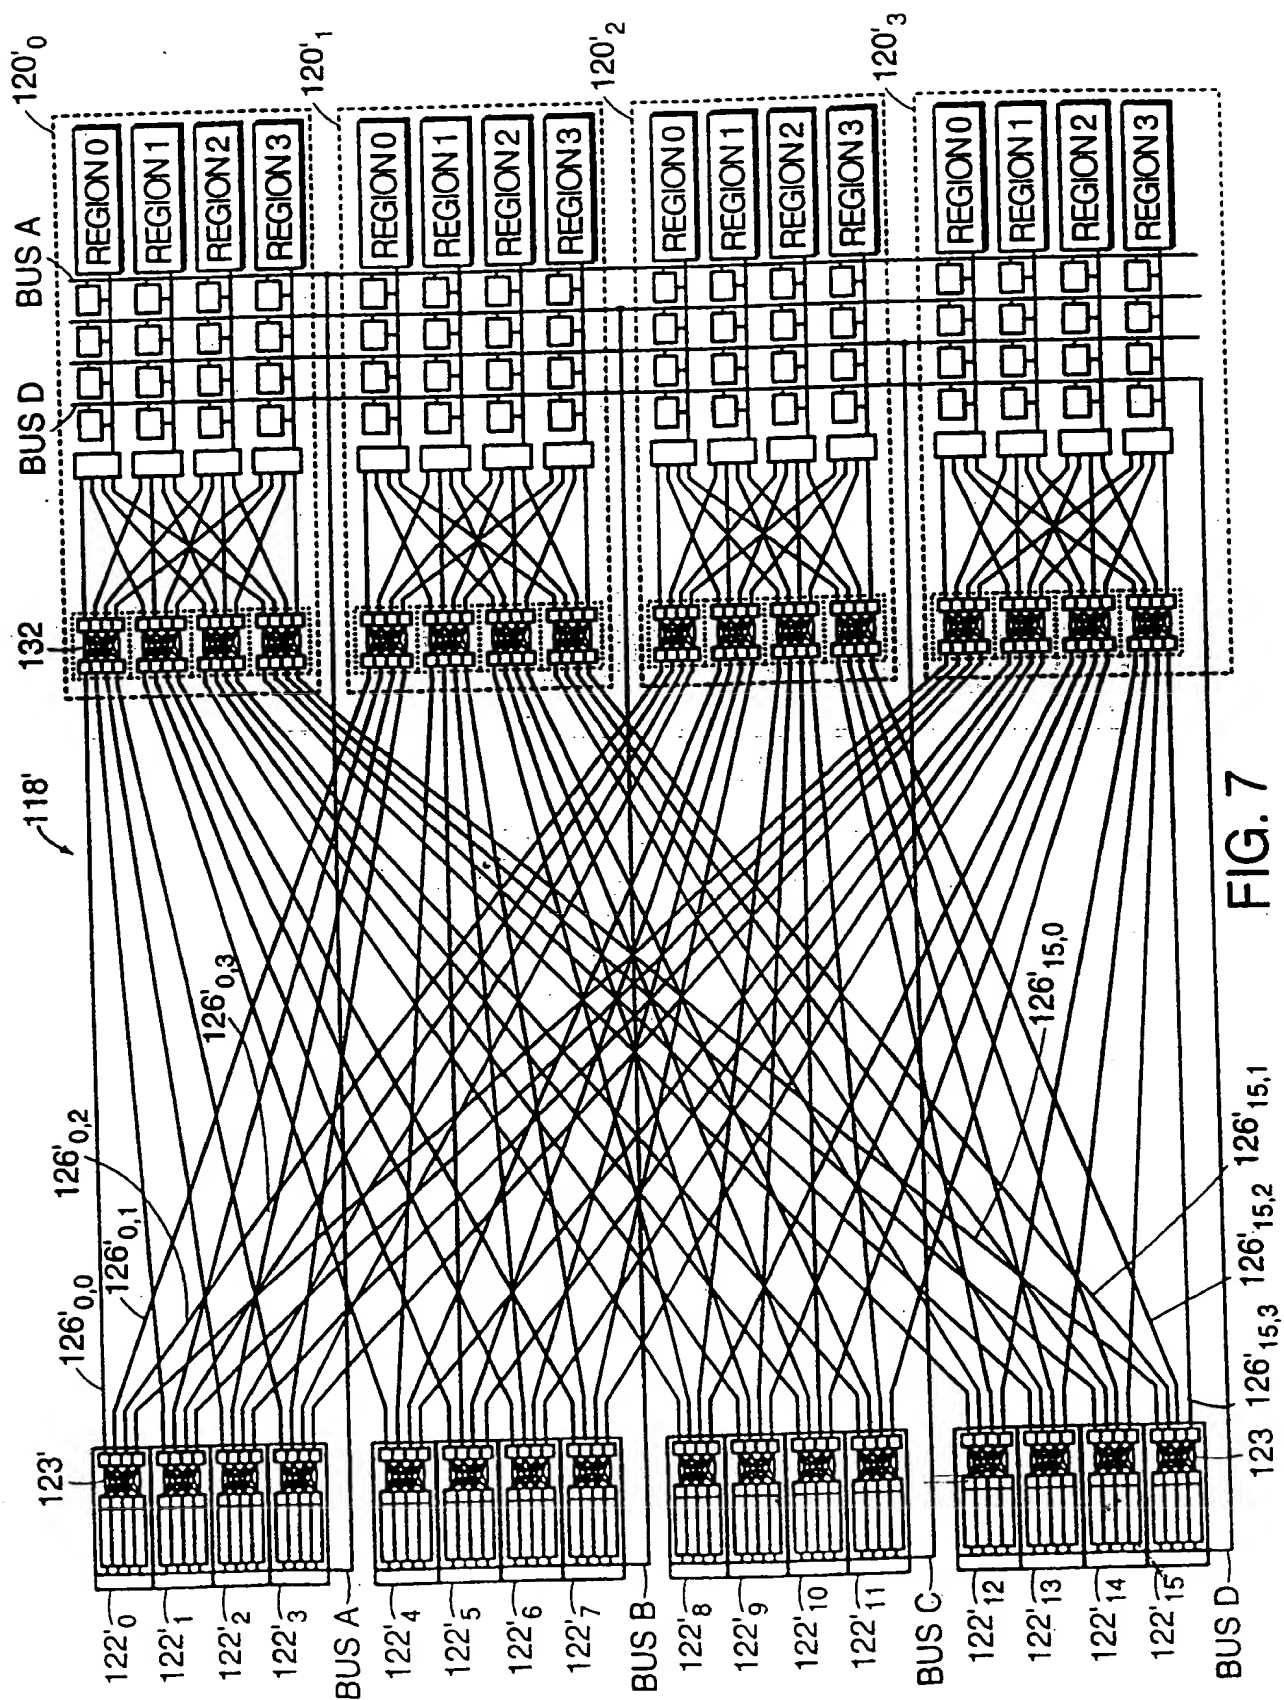 120'0
120'1
120'2
120'3
REGION 0
REGION 1
REGION 2
REGION 3
REGION 0
REGION 1
REGION 2
REGION 3
REGION 0
REGION 1
REGION 2
REGION 3
REGION 0
REGION 1
REGION 2
REGION 3
BUS A
BUS D
132
118'
126'0,0
126'0,1
126'0,2
126'0,3
126'15,0
126'15,1
126'15,2
126'15,3
123'
123
122'0
122'1
122'2
122'3
BUS A
122'4
122'5
122'6
122'7
BUS B
122'8
122'9
122'10
122'11
BUS C
122'12
122'13
122'14
122'15
BUS D
FIG. 7